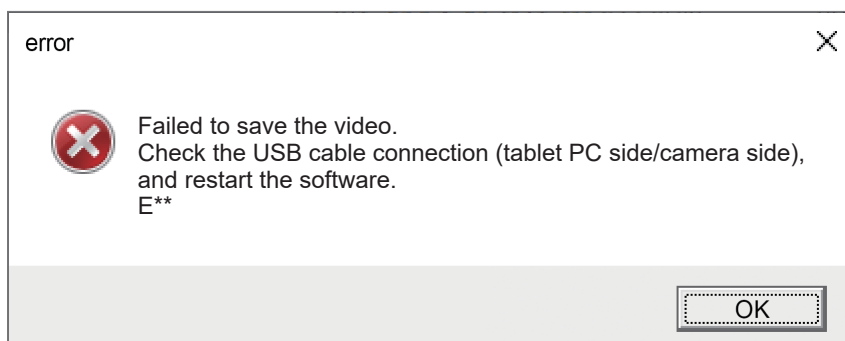 error
Failed to save the video.
Check the USB cable connection (tablet PC side/camera side),
and restart the software.
E**
OK